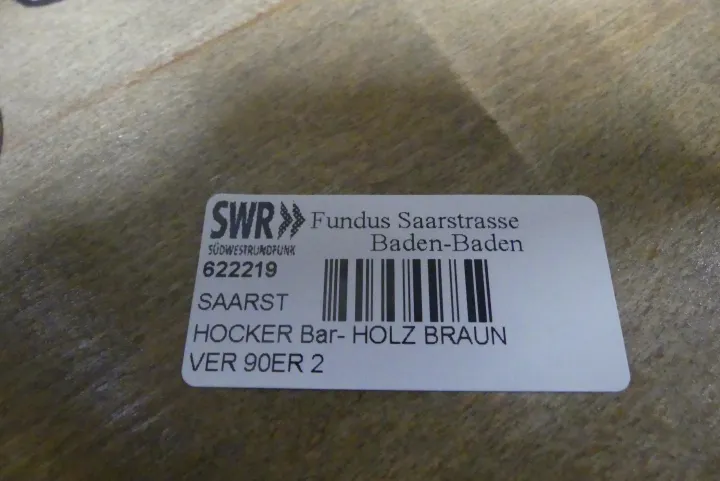 SWR» Fundus Saarstrasse
SÜDWESTRUNDFUNK Baden-Baden
622219
SAARST
HOCKER Bar- HOLZ BRAUN
VER 90ER 2